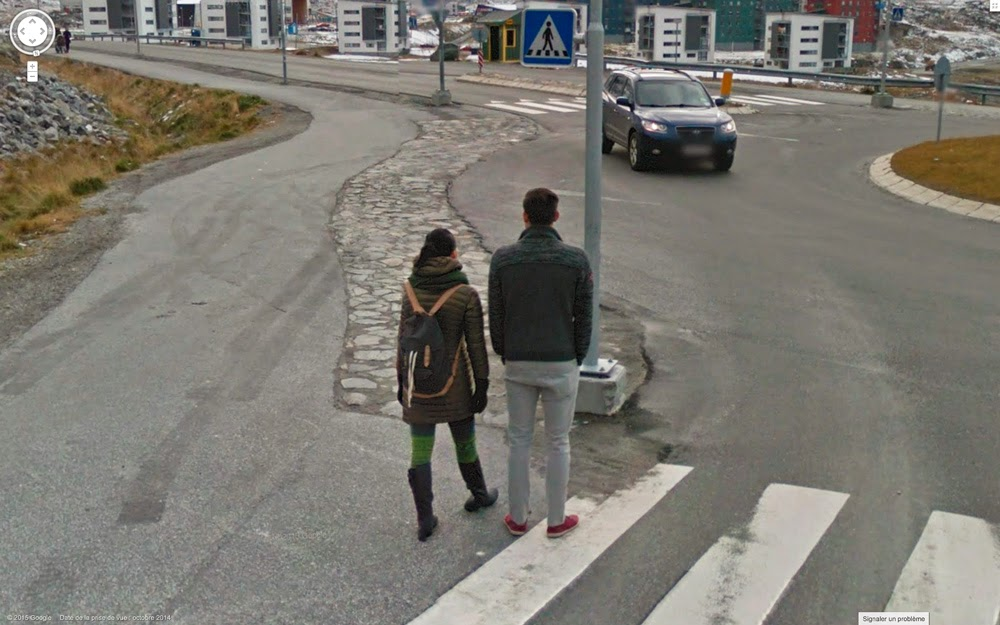 © 2015 Google Date de la prise de vue : octobre 2014
Signaler un problème